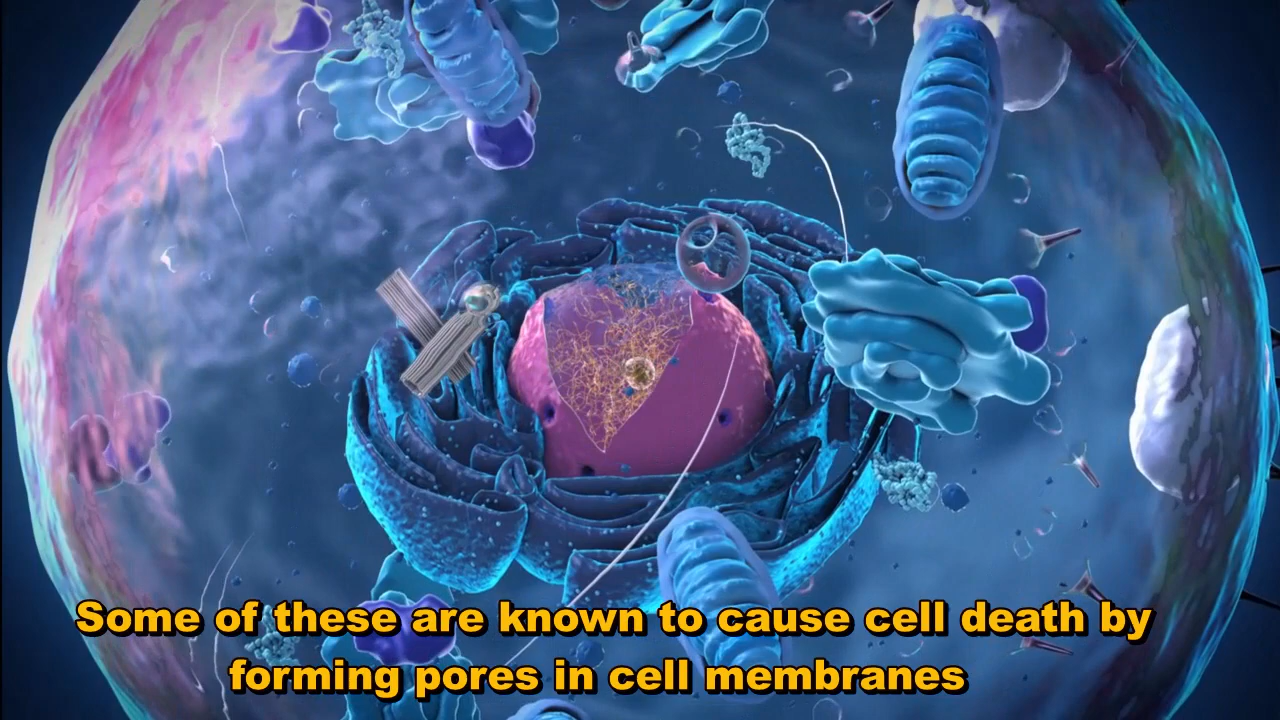 Some of these are known to cause cell death by
forming pores in cell membranes